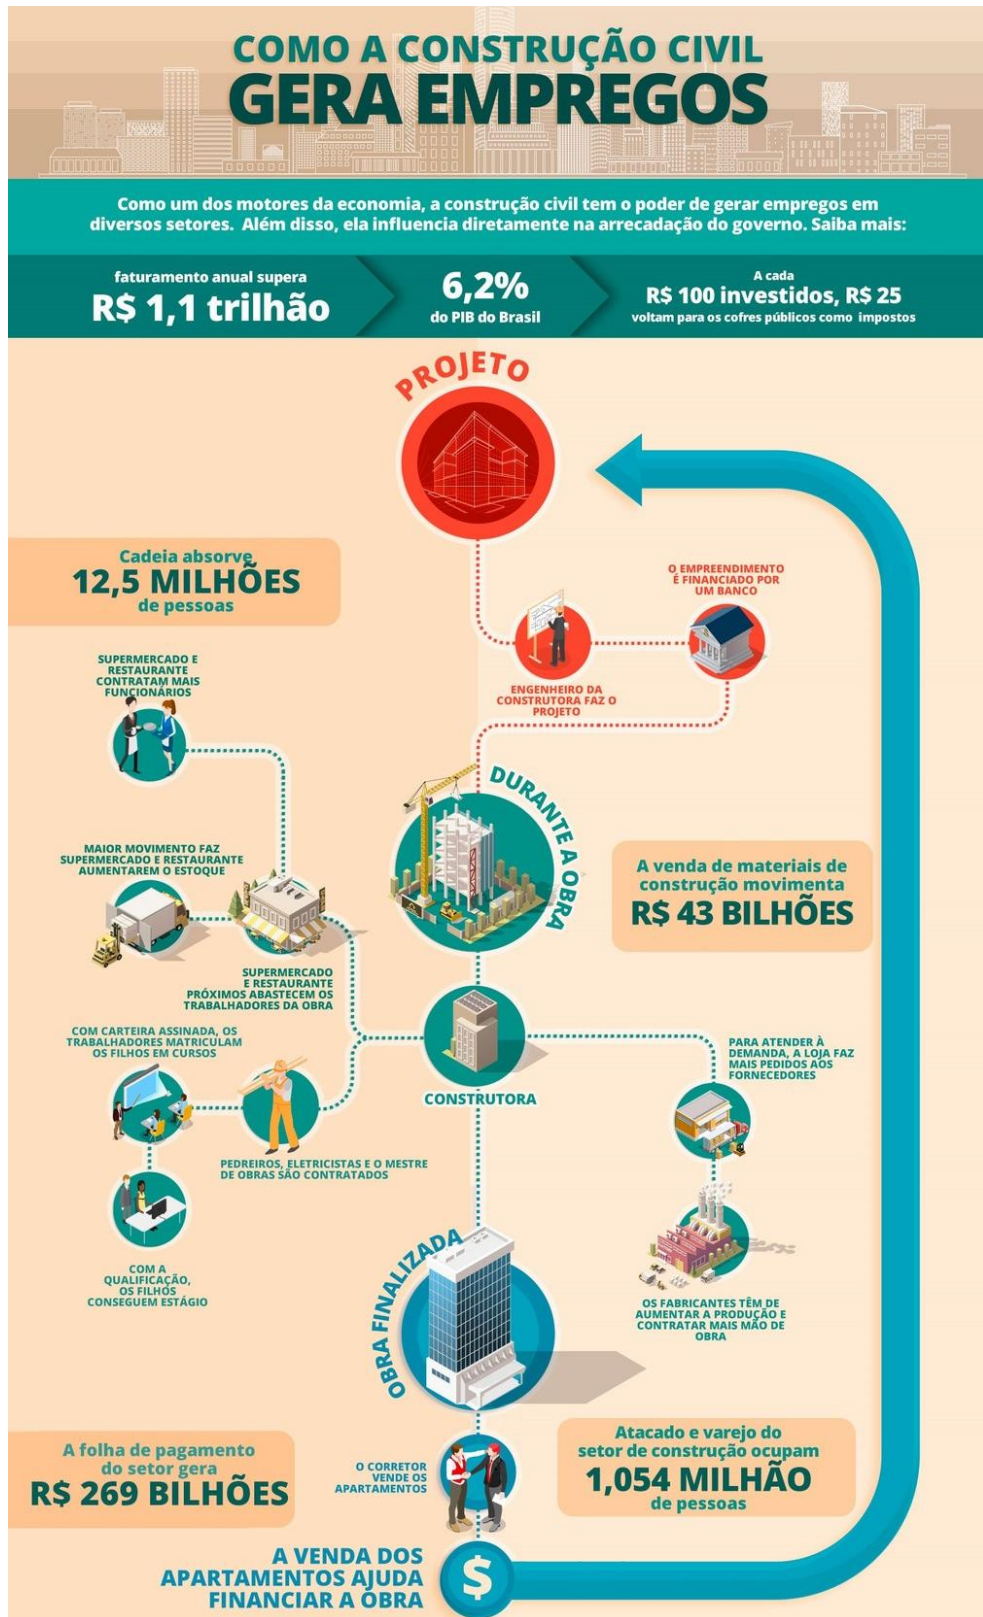 COMO A CONSTRUÇÃO CIVIL
GERA EMPREGOS
Como um dos motores da economia, a construção civil tem o poder de gerar empregos em
diversos setores. Além disso, ela influencia diretamente na arrecadação do governo. Saiba mais:
faturamento anual supera
R$ 1,1 trilhão
6,2%
do PIB do Brasil
A cada
R$ 100 investidos, R$ 25
voltam para os cofres públicos como impostos
PROJETO
Cadeia absorve
12,5 MILHÕES
de pessoas
O EMPREENDIMENTO
É FINANCIADO POR
UM BANCO
ENGENHEIRO DA
CONSTRUTORA FAZ O
PROJETO
SUPERMERCADO E
RESTAURANTE
CONTRATAM MAIS
FUNCIONÁRIOS
DURANTE A OBRA
MAIOR MOVIMENTO FAZ
SUPERMERCADO E RESTAURANTE
AUMENTAREM O ESTOQUE
A venda de materiais de
construção movimenta
R$ 43 BILHÕES
SUPERMERCADO
E RESTAURANTE
PRÓXIMOS ABASTECEM OS
TRABALHADORES DA OBRA
COM CARTEIRA ASSINADA, OS
TRABALHADORES MATRICULAM
OS FILHOS EM CURSOS
CONSTRUTORA
PARA ATENDER À
DEMANDA, A LOJA FAZ
MAIS PEDIDOS AOS
FORNECEDORES
PEDREIROS, ELETRICISTAS E O MESTRE
DE OBRAS SÃO CONTRATADOS
COM A
QUALIFICAÇÃO,
OS FILHOS
CONSEGUEM ESTÁGIO
OS FABRICANTES TÊM DE
AUMENTAR A PRODUÇÃO E
CONTRATAR MAIS MÃO DE
OBRA
OBRA FINALIZADA
A folha de pagamento
do setor gera
R$ 269 BILHÕES
O CORRETOR
VENDE OS
APARTAMENTOS
Atacado e varejo do
setor de construção ocupam
1,054 MILHÃO
de pessoas
A VENDA DOS
APARTAMENTOS AJUDA
FINANCIAR A OBRA
$